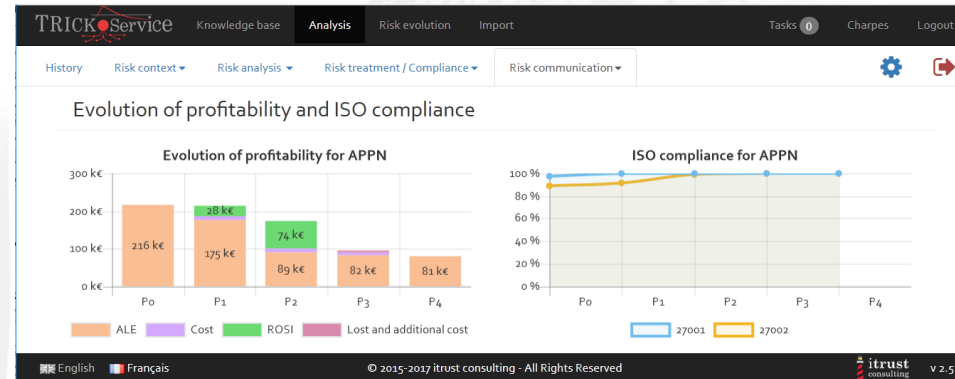 TRICK Service Knowledge base Analysis Risk evolution Import Tasks 0 Charpes Logout
History Risk context Risk analysis Risk treatment / Compliance Risk communication
Evolution of profitability and ISO compliance
Evolution of profitability for APPN
300 k€
200 k€
100 k€
0 k€
216 k€
28 k€
175 k€
74 k€
89 k€
82 k€
81 k€
P0 P1 P2 P3 P4
ALE Cost ROSI Lost and additional cost
ISO compliance for APPN
100 %
80 %
60 %
40 %
20 %
0 %
P0 P1 P2 P3 P4
27001 27002
English Français © 2015-2017 itrust consulting - All Rights Reserved itrust consulting v 2.5